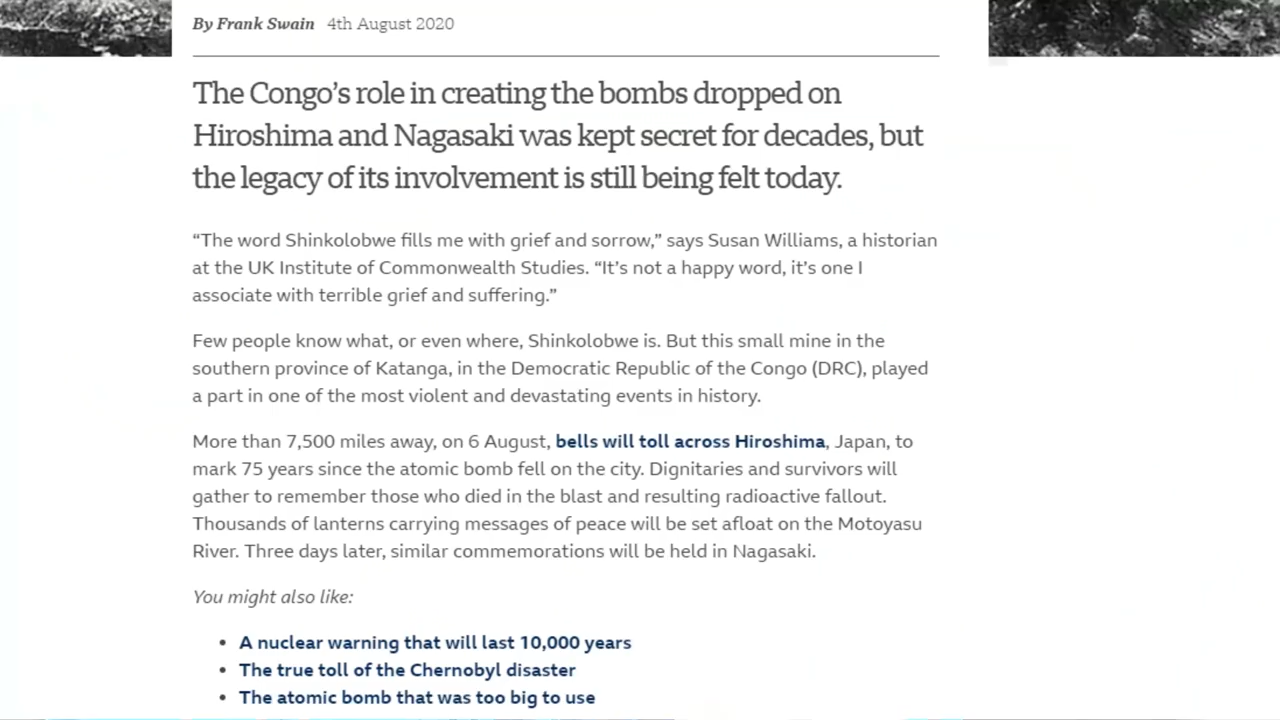 By Frank Swain 4th August 2020
The Congo’s role in creating the bombs dropped on
Hiroshima and Nagasaki was kept secret for decades, but
the legacy of its involvement is still being felt today.
“The word Shinkolobwe fills me with grief and sorrow,” says Susan Williams, a historian
at the UK Institute of Commonwealth Studies. “It’s not a happy word, it’s one I
associate with terrible grief and suffering.”
Few people know what, or even where, Shinkolobwe is. But this small mine in the
southern province of Katanga, in the Democratic Republic of the Congo (DRC), played
a part in one of the most violent and devastating events in history.
More than 7,500 miles away, on 6 August, bells will toll across Hiroshima, Japan, to
mark 75 years since the atomic bomb fell on the city. Dignitaries and survivors will
gather to remember those who died in the blast and resulting radioactive fallout.
Thousands of lanterns carrying messages of peace will be set afloat on the Motoyasu
River. Three days later, similar commemorations will be held in Nagasaki.
You might also like:
• A nuclear warning that will last 10,000 years
• The true toll of the Chernobyl disaster
• The atomic bomb that was too big to use